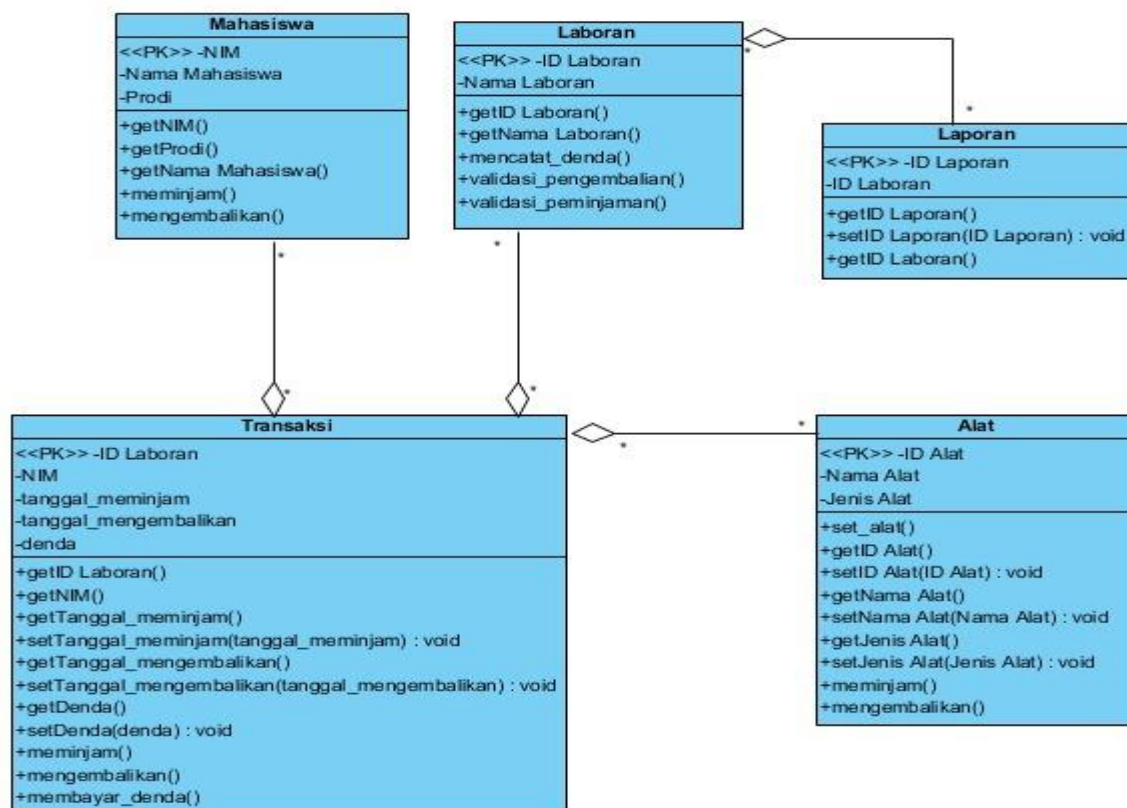 Mahasiswa
<<PK>> -NIM
-Nama Mahasiswa
-Prodi
+getNIM()
+getProdi()
+getNama Mahasiswa()
+meminjam()
+mengembalikan()
*
*
Laboran
<<PK>> -ID Laboran
-Nama Laboran
+getID Laboran()
+getNama Laboran()
+mencatat_denda()
+validasi_pengembalian()
+validasi_peminjaman()
*
*
*
*
Laporan
<<PK>> -ID Laporan
-ID Laboran
+getID Laporan()
+setID Laporan(ID Laporan) : void
+getID Laboran()
Transaksi
<<PK>> -ID Laboran
-NIM
-tanggal_meminjam
-tanggal_mengembalikan
-denda
+getID Laboran()
+getNIM()
+getTanggal_meminjam()
+setTanggal_meminjam(tanggal_meminjam) : void
+getTanggal_mengembalikan()
+setTanggal_mengembalikan(tanggal_mengembalikan) : void
+getDenda()
+setDenda(denda) : void
+meminjam()
+mengembalikan()
+membayar_denda()
*
*
Alat
<<PK>> -ID Alat
-Nama Alat
-Jenis Alat
+set_alat()
+getID Alat()
+setID Alat(ID Alat) : void
+getNama Alat()
+setNama Alat(Nama Alat) : void
+getJenis Alat()
+setJenis Alat(Jenis Alat) : void
+meminjam()
+mengembalikan()